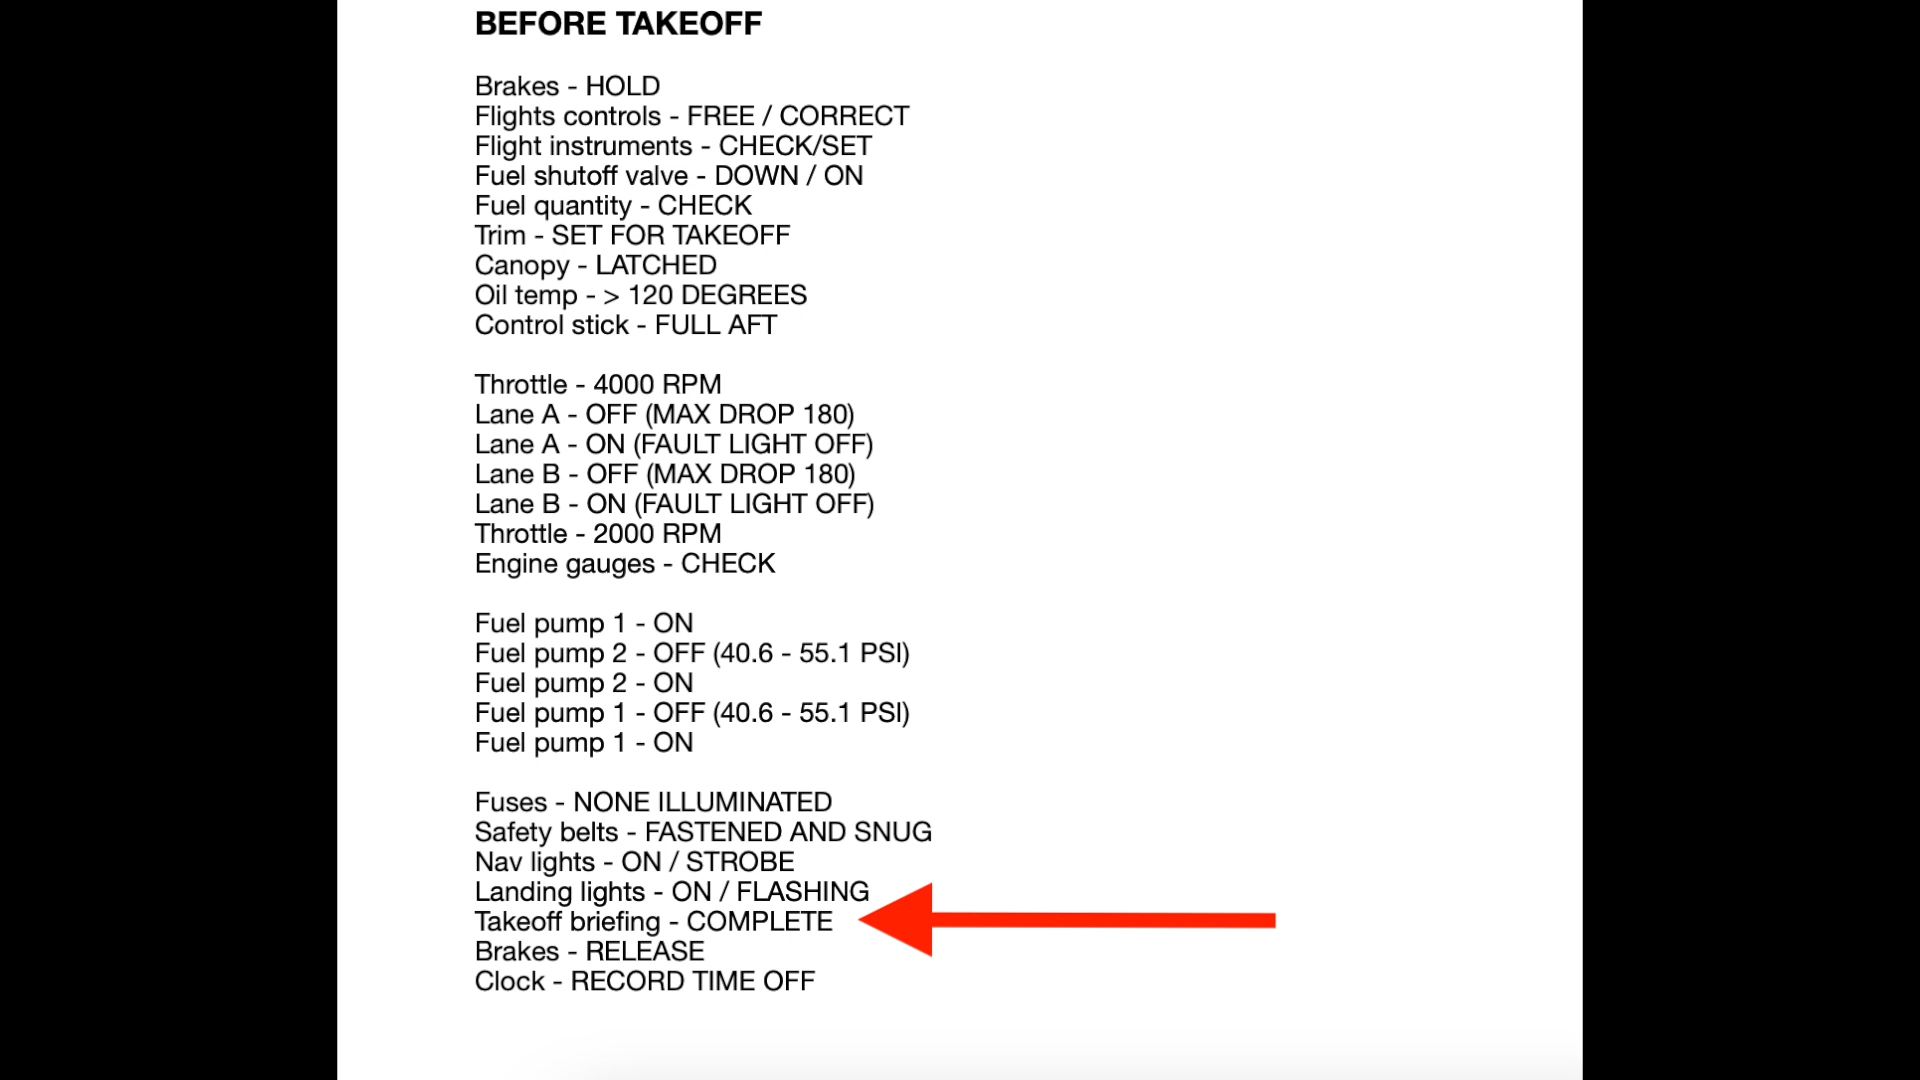 BEFORE TAKEOFF
Brakes - HOLD
Flights controls - FREE / CORRECT
Flight instruments - CHECK/SET
Fuel shutoff valve - DOWN / ON
Fuel quantity - CHECK
Trim - SET FOR TAKEOFF
Canopy - LATCHED
Oil temp - > 120 DEGREES
Control stick - FULL AFT
Throttle - 4000 RPM
Lane A - OFF (MAX DROP 180)
Lane A - ON (FAULT LIGHT OFF)
Lane B - OFF (MAX DROP 180)
Lane B - ON (FAULT LIGHT OFF)
Throttle - 2000 RPM
Engine gauges - CHECK
Fuel pump 1 - ON
Fuel pump 2 - OFF (40.6 - 55.1 PSI)
Fuel pump 2 - ON
Fuel pump 1 - OFF (40.6 - 55.1 PSI)
Fuel pump 1 - ON
Fuses - NONE ILLUMINATED
Safety belts - FASTENED AND SNUG
Nav lights - ON / STROBE
Landing lights - ON / FLASHING
Takeoff briefing - COMPLETE
Brakes - RELEASE
Clock - RECORD TIME OFF